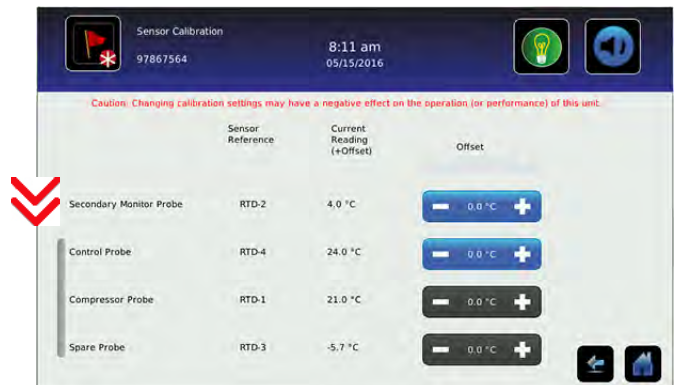 Sensor Calibration
97867564
8:11 am
05/15/2016
Caution: Changing calibration settings may have a negative effect on the operation (or performance) of this unit.
Sensor
Reference
Current
Reading
(+Offset)
Offset
Secondary Monitor Probe RTD-2 4.0 °C − 0.0 °C +
Control Probe RTD-4 24.0 °C − 0.0 °C +
Compressor Probe RTD-1 21.0 °C − 0.0 °C +
Spare Probe RTD-3 -5.7 °C − 0.0 °C +